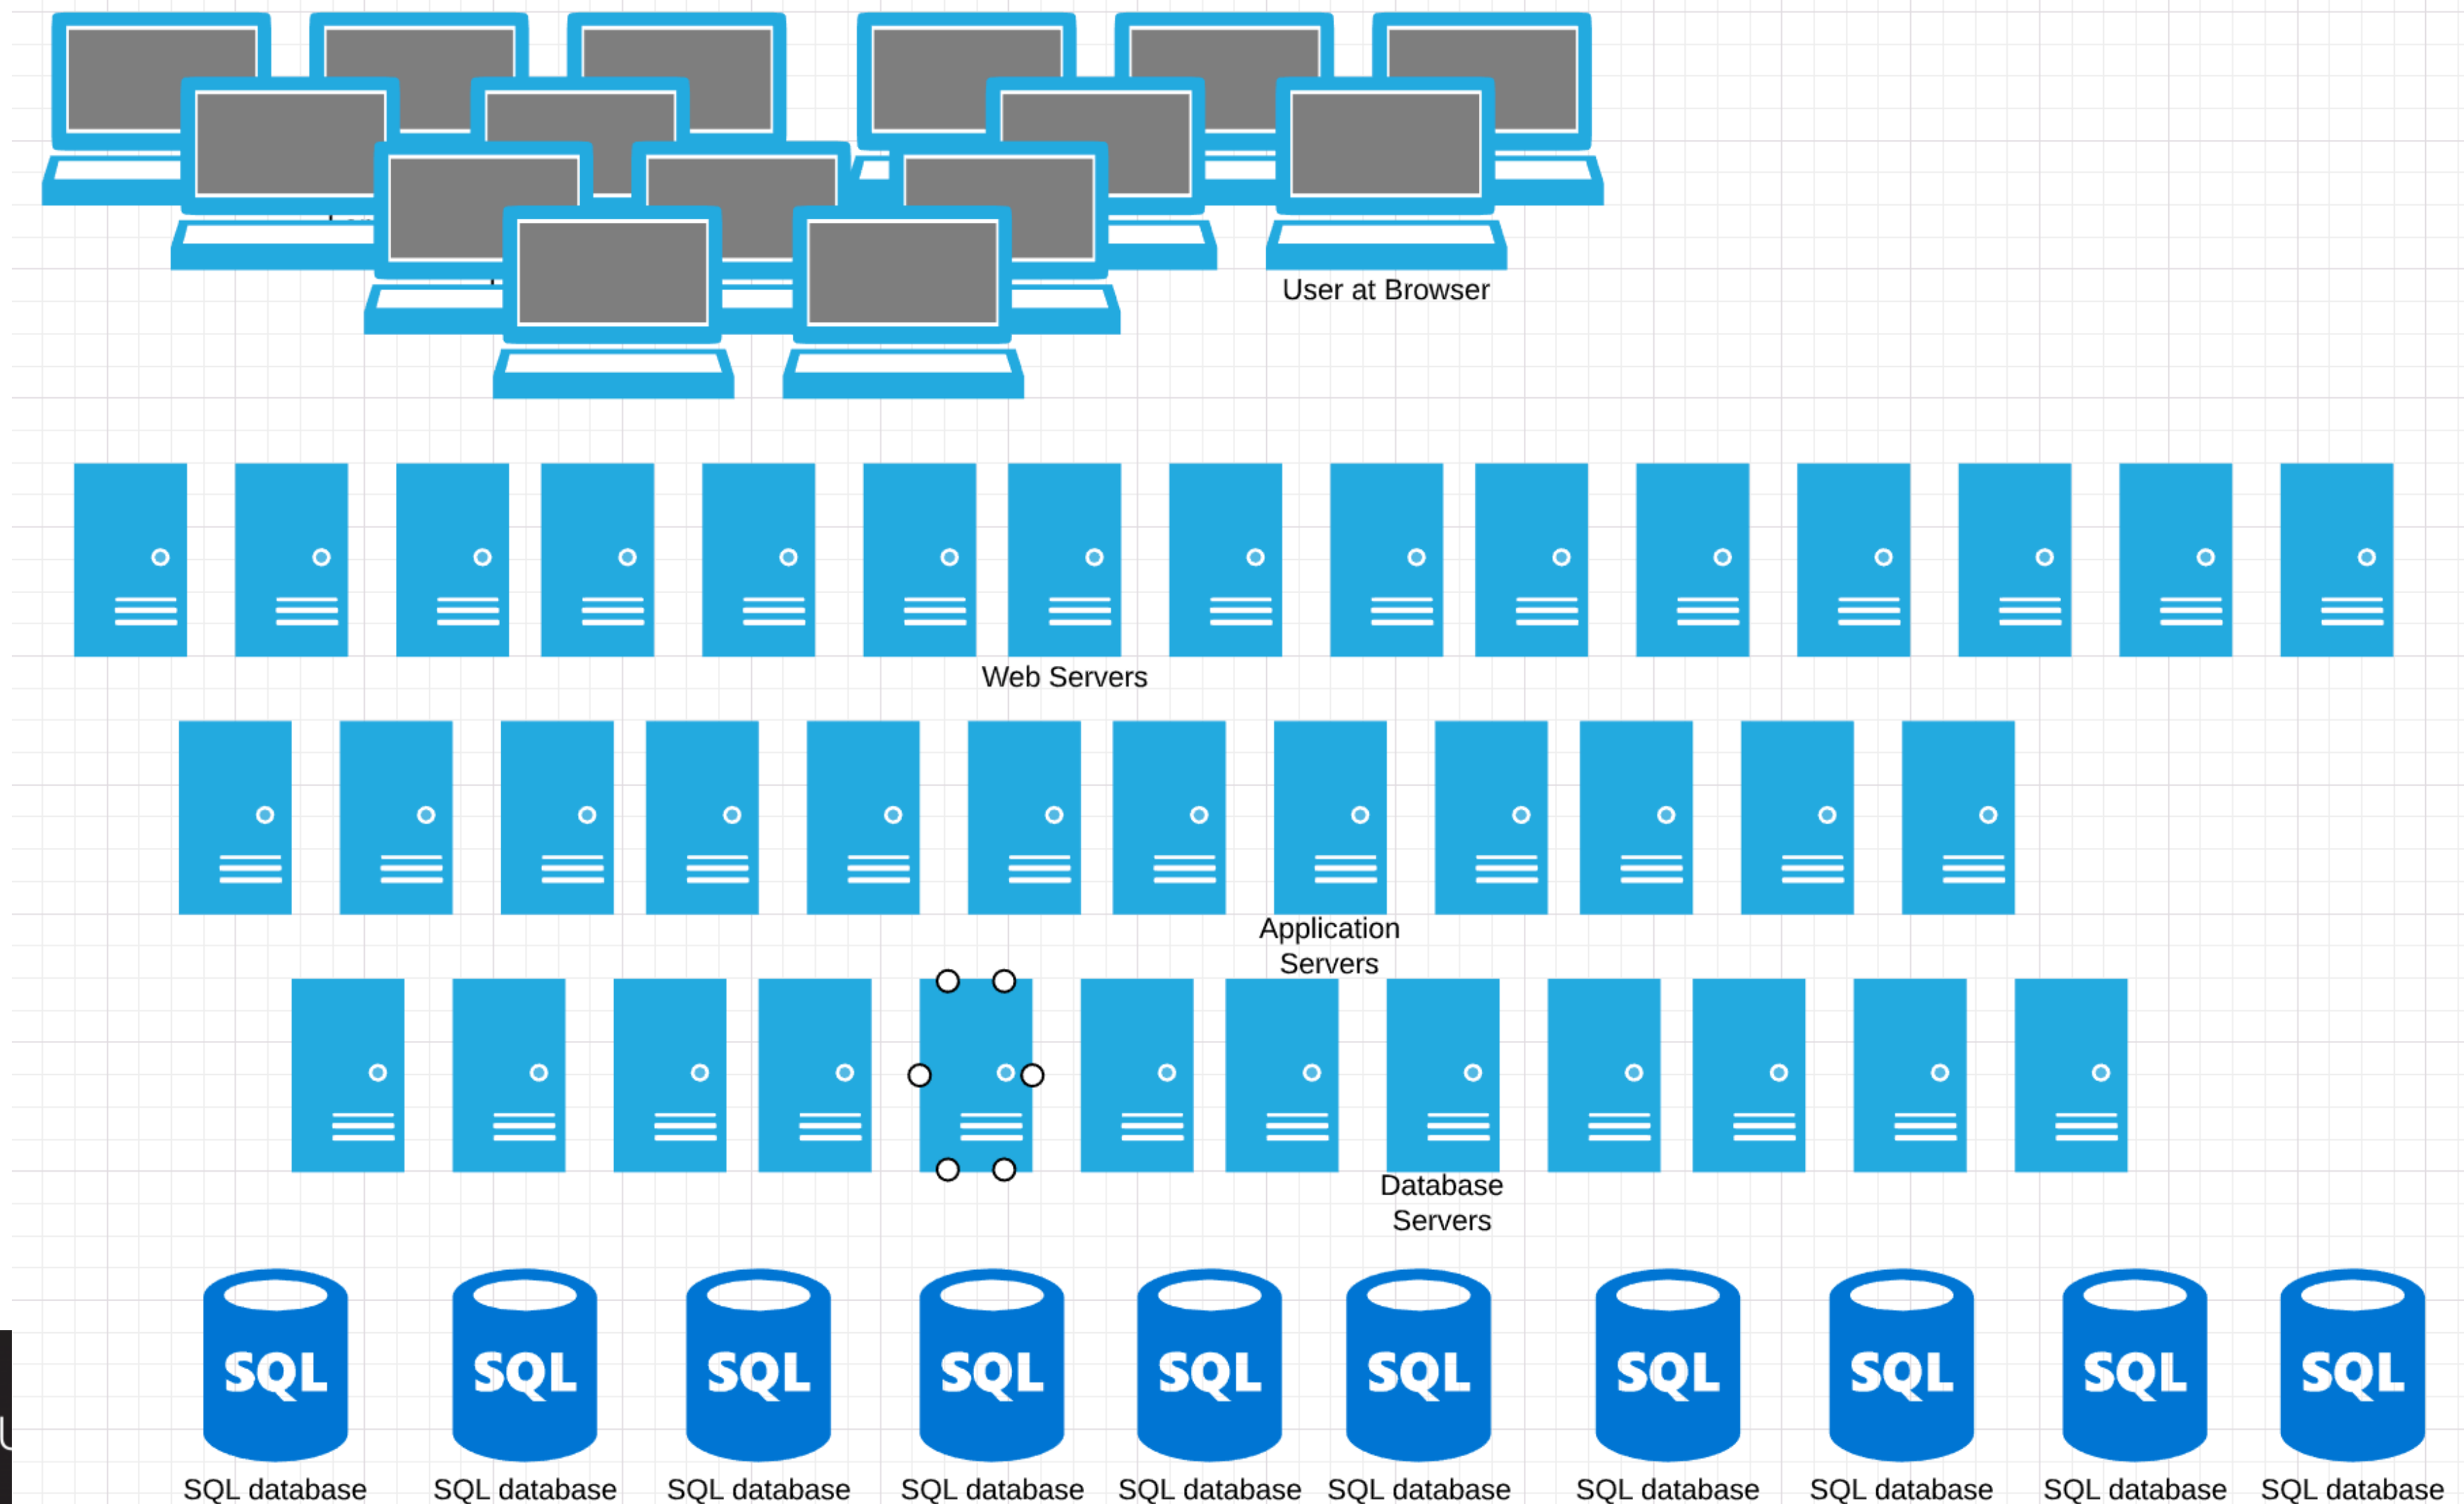 User at Browser
Web Servers
Application
Servers
Database
Servers
SQL SQL SQL SQL SQL SQL SQL SQL SQL SQL
SQL database SQL database SQL database SQL database SQL database SQL database SQL database SQL database SQL database SQL database